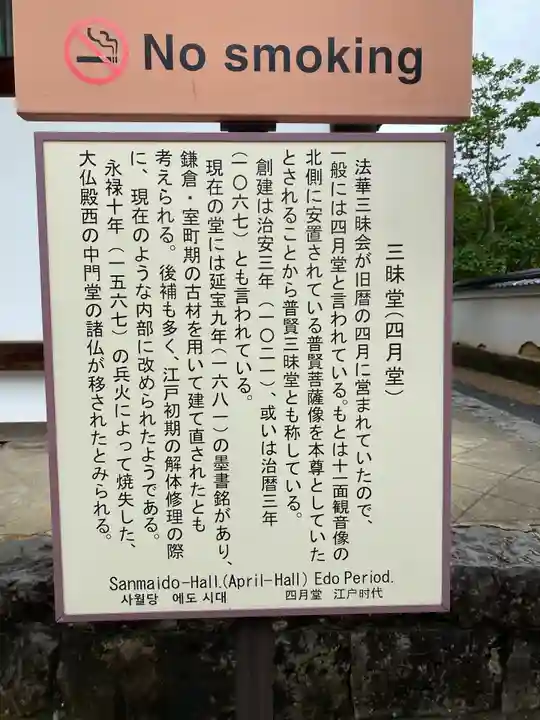 No smoking
三昧堂(四月堂)
法華三昧会が旧暦の四月に営まれていたので、
一般には四月堂と言われている。もとは十一面観音像の
北側に安置されている普賢菩薩像を本尊としていた
とされることから普賢三昧堂とも称している。
創建は治安三年(一〇二一)、或いは治暦三年
(一〇六七)とも言われている。
現在の堂には延宝九年(一六八一)の墨書銘があり、
鎌倉・室町期の古材を用いて建て直されたとも
考えられる。後補も多く、江戸初期の解体修理の際
に、現在のような内部に改められたようである。
永禄十年(一五六七)の兵火によって焼失した、
大仏殿西の中門堂の諸仏が移されたとみられる。
Sanmaido-Hall.(April-Hall) Edo Period.
사월당 에도 시대 四月堂 江户时代